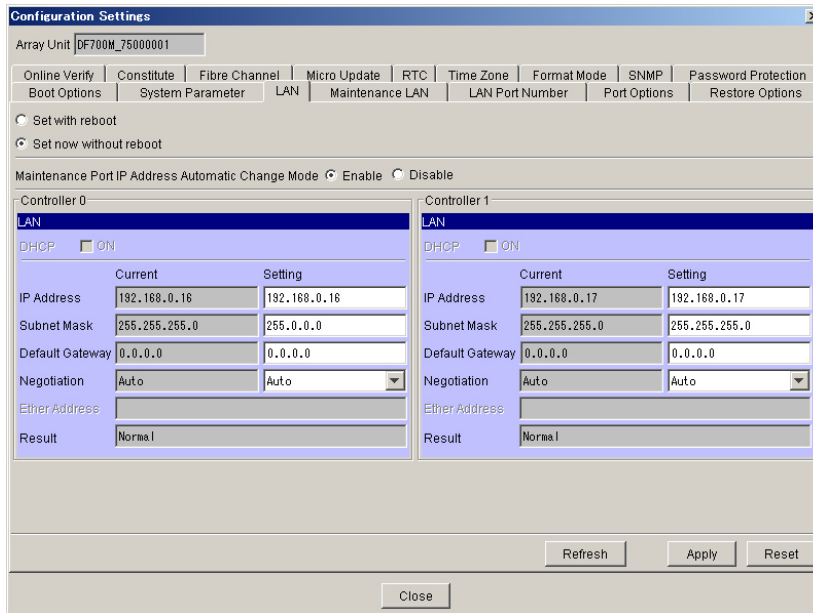 Configuration Settings
Array Unit DF700M_75000001
Online Verify Constitute Fibre Channel Micro Update RTC Time Zone Format Mode SNMP Password Protection
Boot Options System Parameter LAN Maintenance LAN LAN Port Number Port Options Restore Options
Set with reboot
Set now without reboot
Maintenance Port IP Address Automatic Change Mode Enable Disable
Controller 0
LAN
DHCP ON
Current Setting
IP Address 192.168.0.16 192.168.0.16
Subnet Mask 255.255.255.0 255.0.0.0
Default Gateway 0.0.0.0 0.0.0.0
Negotiation Auto Auto
Ether Address
Result Normal
Controller 1
LAN
DHCP ON
Current Setting
IP Address 192.168.0.17 192.168.0.17
Subnet Mask 255.255.255.0 255.255.255.0
Default Gateway 0.0.0.0 0.0.0.0
Negotiation Auto Auto
Ether Address
Result Normal
Refresh Apply Reset
Close